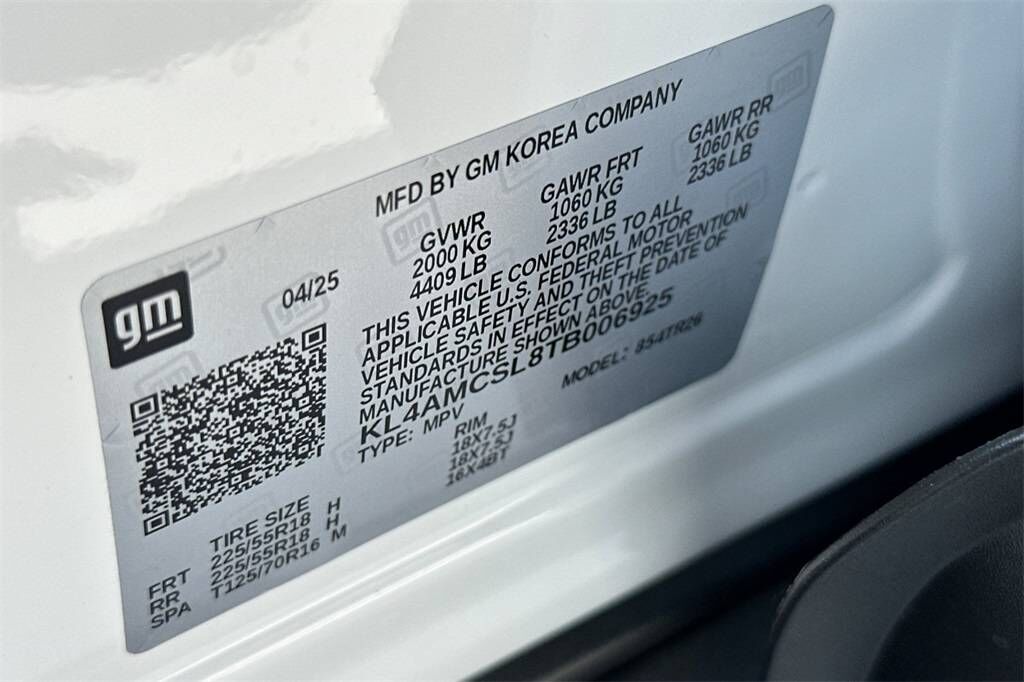 gm
04/25
MFD BY GM KOREA COMPANY
GVWR GAWR FRT GAWR RR
2000 KG 1060 KG 1060 KG
4409 LB 2336 LB 2336 LB
THIS VEHICLE CONFORMS TO ALL
APPLICABLE U.S. FEDERAL MOTOR
VEHICLE SAFETY, AND THEFT PREVENTION
STANDARDS IN EFFECT ON THE DATE OF
MANUFACTURE SHOWN ABOVE.
KL4AMCSL8TB006925
TYPE: MPV MODEL: 854TR26
TIRE SIZE RIM
FRT 225/55R18 H 18X7.5J
RR 225/55R18 H 18X7.5J
SPA T125/70R16 M 16X4BT